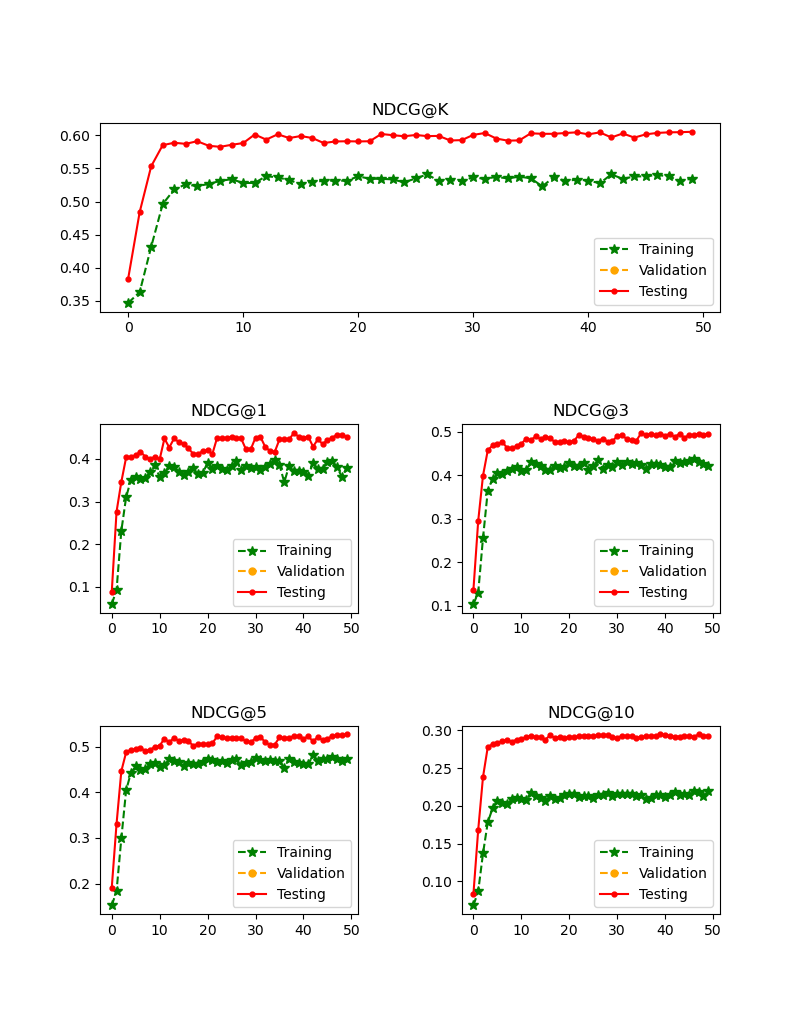 NDCG@K
0.60
0.55
0.50
0.45
0.40
0.35
Training
Validation
Testing
0 10 20 30 40 50
NDCG@1
0.4
0.3
0.2
0.1
Training
Validation
Testing
0 10 20 30 40 50
NDCG@3
0.5
0.4
0.3
0.2
0.1
Training
Validation
Testing
0 10 20 30 40 50
NDCG@5
0.5
0.4
0.3
0.2
Training
Validation
Testing
0 10 20 30 40 50
NDCG@10
0.30
0.25
0.20
0.15
0.10
Training
Validation
Testing
0 10 20 30 40 50